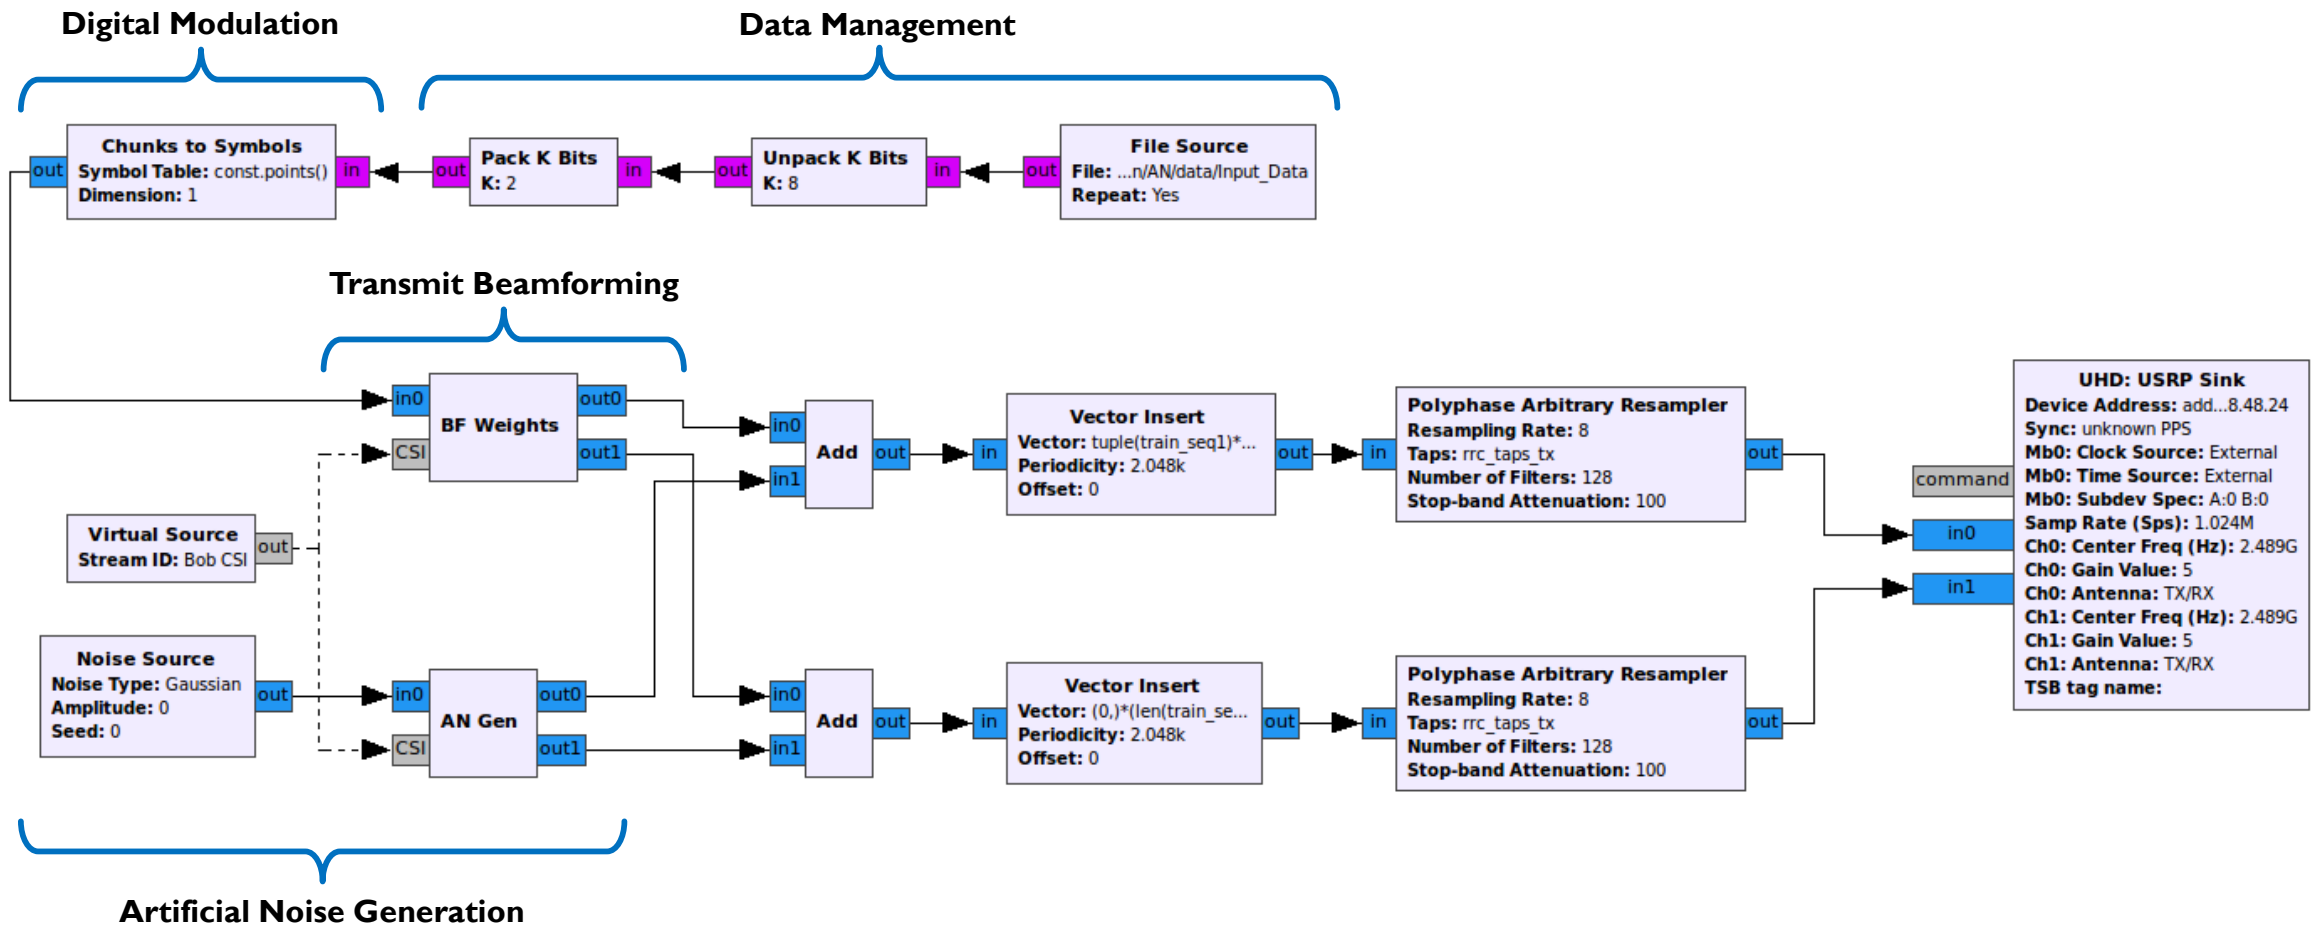 Digital Modulation
Data Management
out
Chunks to Symbols
Symbol Table: const.points()
Dimension: 1
in
out
Pack K Bits
K: 2
in
out
Unpack K Bits
K: 8
in
out
File Source
File: ...n/AN/data/Input_Data
Repeat: Yes
Transmit Beamforming
in0
CSI
BF Weights
out0
out1
in0
in1
Add
out
in
Vector Insert
Vector: tuple(train_seq1)*...
Periodicity: 2.048k
Offset: 0
out
in
Polyphase Arbitrary Resampler
Resampling Rate: 8
Taps: rrc_taps_tx
Number of Filters: 128
Stop-band Attenuation: 100
out
command
in0
in1
UHD: USRP Sink
Device Address: add...8.48.24
Sync: unknown PPS
Mb0: Clock Source: External
Mb0: Time Source: External
Mb0: Subdev Spec: A:0 B:0
Samp Rate (Sps): 1.024M
Ch0: Center Freq (Hz): 2.489G
Ch0: Gain Value: 5
Ch0: Antenna: TX/RX
Ch1: Center Freq (Hz): 2.489G
Ch1: Gain Value: 5
Ch1: Antenna: TX/RX
TSB tag name:
Virtual Source
Stream ID: Bob CSI
out
Noise Source
Noise Type: Gaussian
Amplitude: 0
Seed: 0
out
in0
CSI
AN Gen
out0
out1
in0
in1
Add
out
in
Vector Insert
Vector: (0,)*(len(train_se...
Periodicity: 2.048k
Offset: 0
out
in
Polyphase Arbitrary Resampler
Resampling Rate: 8
Taps: rrc_taps_tx
Number of Filters: 128
Stop-band Attenuation: 100
out
Artificial Noise Generation